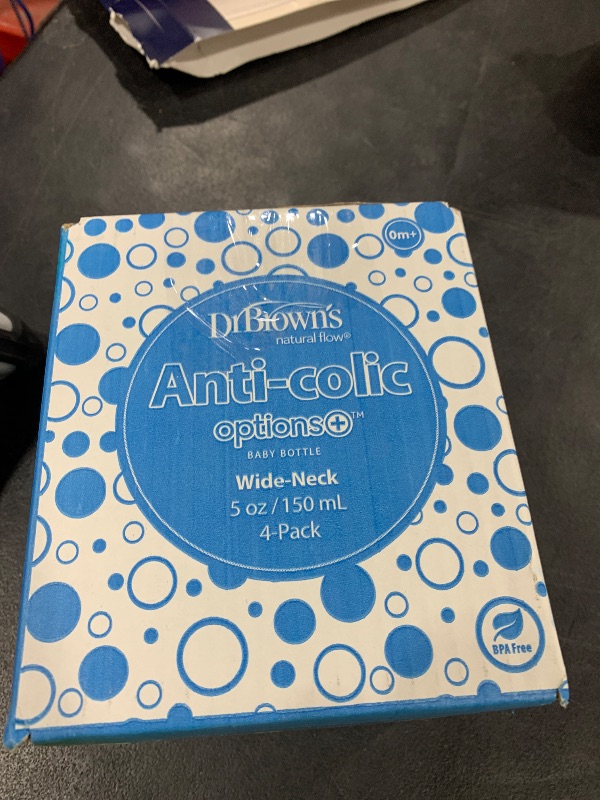 0m+
Dr Brown's
natural flow®
Anti-colic
options+™
BABY BOTTLE
Wide-Neck
5 oz / 150 mL
4-Pack
BPA Free